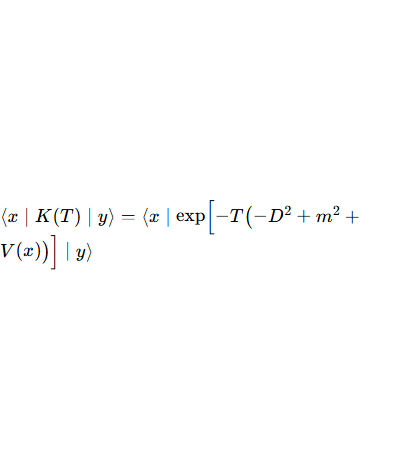 ⟨x | K(T) | y⟩ = ⟨x | exp[−T(−D² + m² +
V(x))] | y⟩